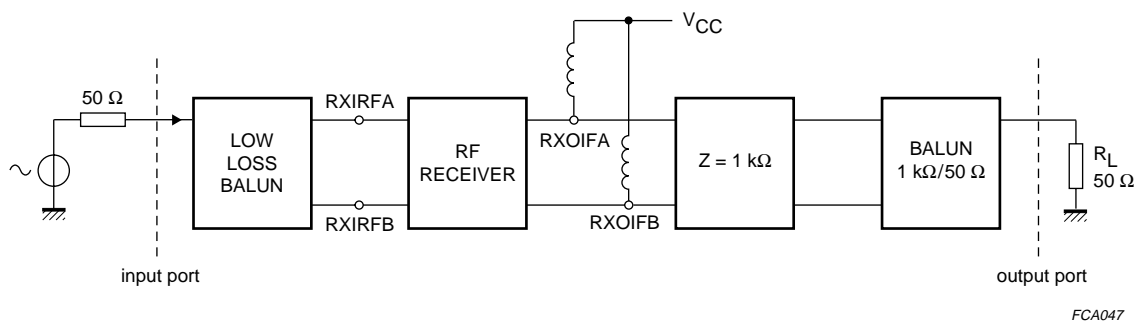 V_CC
50 Ω
LOW
LOSS
BALUN
RXIRFA
RXIRFB
RF
RECEIVER
RXOIFA
RXOIFB
Z = 1 kΩ
BALUN
1 kΩ/50 Ω
R_L
50 Ω
input port
output port
FCA047